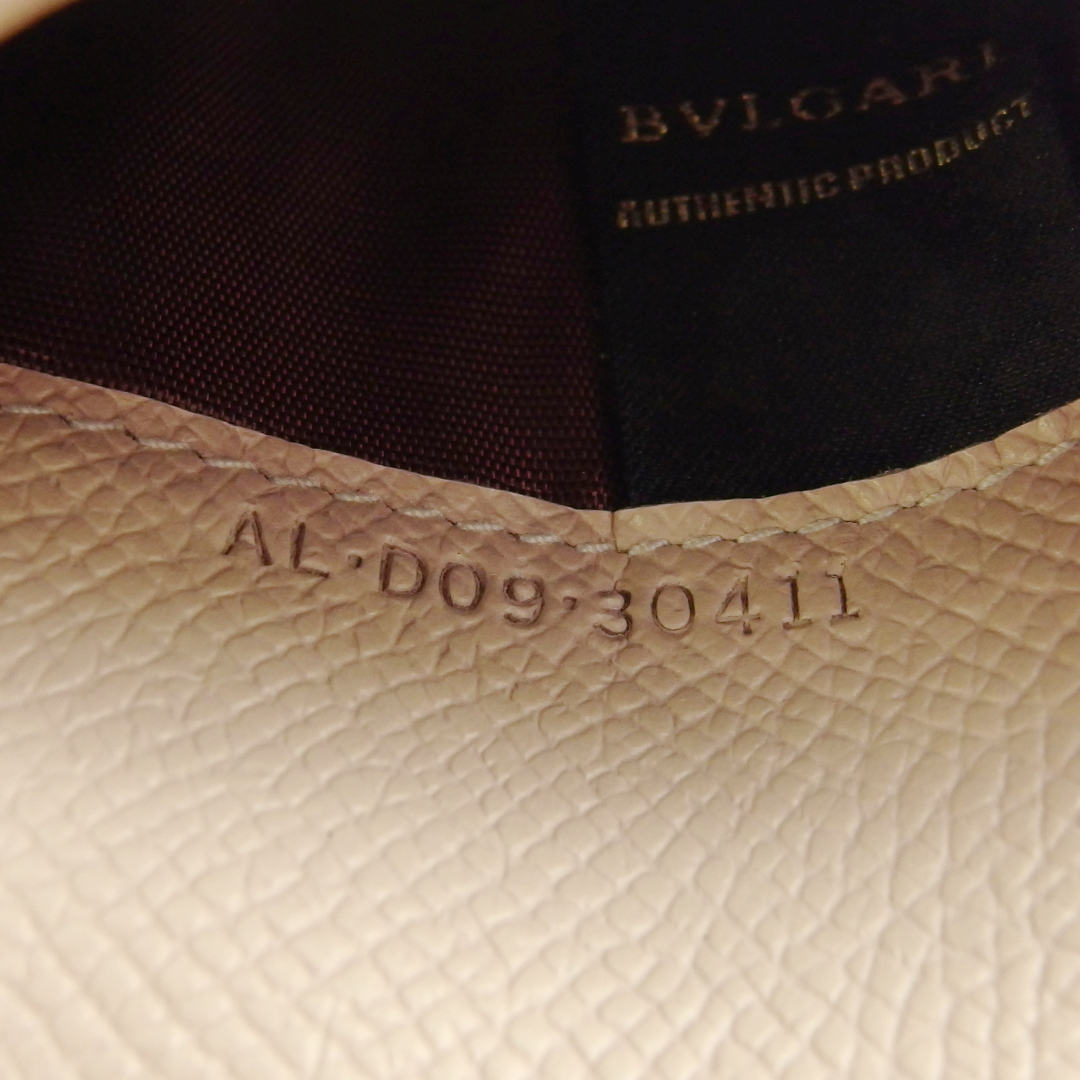 BVLGARI
AUTHENTIC PRODUCT
AL·D09·30411